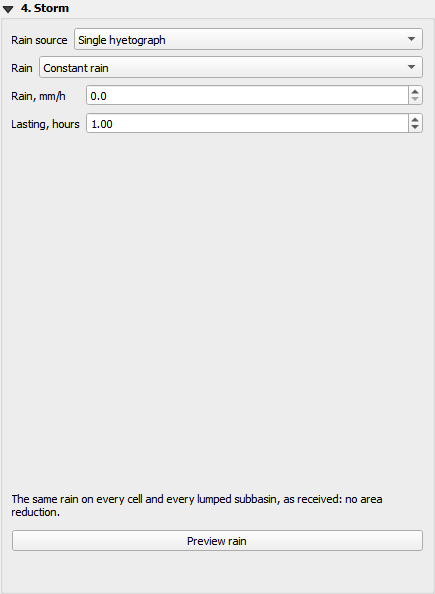 4. Storm
Rain source Single hyetograph
Rain Constant rain
Rain, mm/h 0.0
Lasting, hours 1.00
The same rain on every cell and every lumped subbasin, as received: no area
reduction.
Preview rain